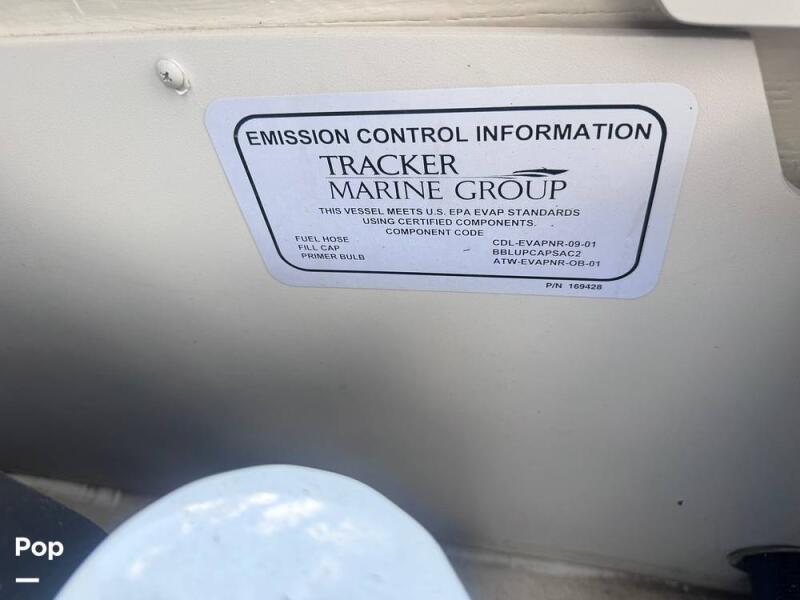 EMISSION CONTROL INFORMATION
TRACKER
MARINE GROUP
THIS VESSEL MEETS U.S. EPA EVAP STANDARDS
USING CERTIFIED COMPONENTS.
COMPONENT CODE
FUEL HOSE CDL-EVAPNR-09-01
FILL CAP BBLUPCAPSAC2
PRIMER BULB ATW-EVAPNR-OB-01
P/N 169428
Pop